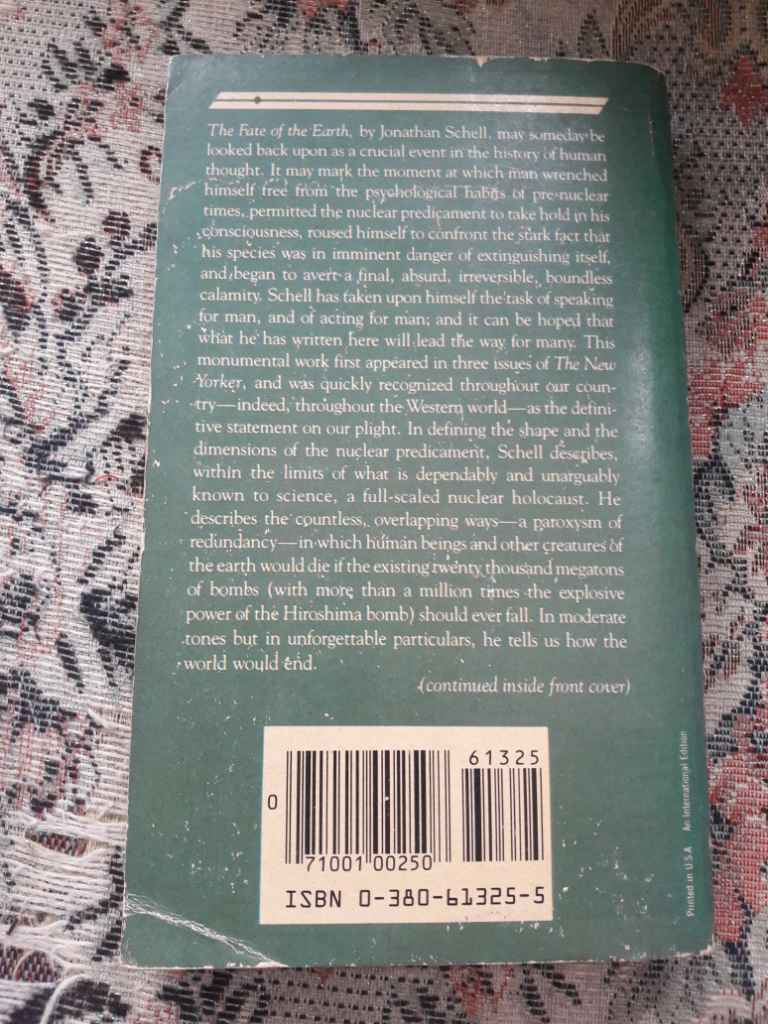 The Fate of the Earth, by Jonathan Schell, may someday be
looked back upon as a crucial event in the history of human
thought. It may mark the moment at which man wrenched
himself free from the psychological habits of pre-nuclear
times, permitted the nuclear predicament to take hold in his
consciousness, roused himself to confront the stark fact that
his species was in imminent danger of extinguishing itself,
and began to avert a final, absurd, irreversible, boundless
calamity. Schell has taken upon himself the task of speaking
for man, and of acting for man; and it can be hoped that
what he has written here will lead the way for many. This
monumental work first appeared in three issues of The New
Yorker, and was quickly recognized throughout our coun-
try—indeed, throughout the Western world—as the defini-
tive statement on our plight. In defining the shape and the
dimensions of the nuclear predicament, Schell describes,
within the limits of what is dependably and unarguably
known to science, a full-scaled nuclear holocaust. He
describes the countless, overlapping ways—a paroxysm of
redundancy—in which human beings and other creatures of
the earth would die if the existing twenty thousand megatons
of bombs (with more than a million times the explosive
power of the Hiroshima bomb) should ever fall. In moderate
tones but in unforgettable particulars, he tells us how the
world would end.
(continued inside front cover)
61325
0
71001 00250
ISBN 0-380-61325-5
Printed in U.S.A. An International Edition